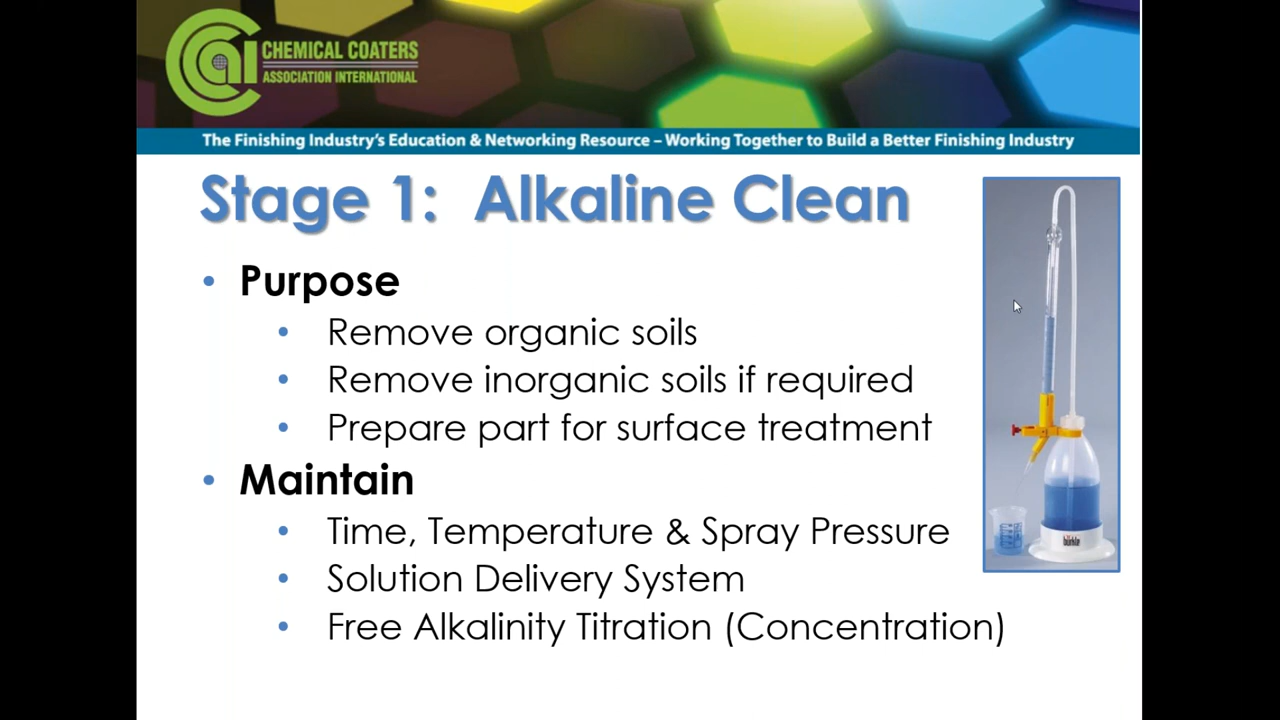 CCAI CHEMICAL COATERS
ASSOCIATION INTERNATIONAL
The Finishing Industry's Education & Networking Resource – Working Together to Build a Better Finishing Industry
Stage 1: Alkaline Clean
• Purpose
• Remove organic soils
• Remove inorganic soils if required
• Prepare part for surface treatment
• Maintain
• Time, Temperature & Spray Pressure
• Solution Delivery System
• Free Alkalinity Titration (Concentration)